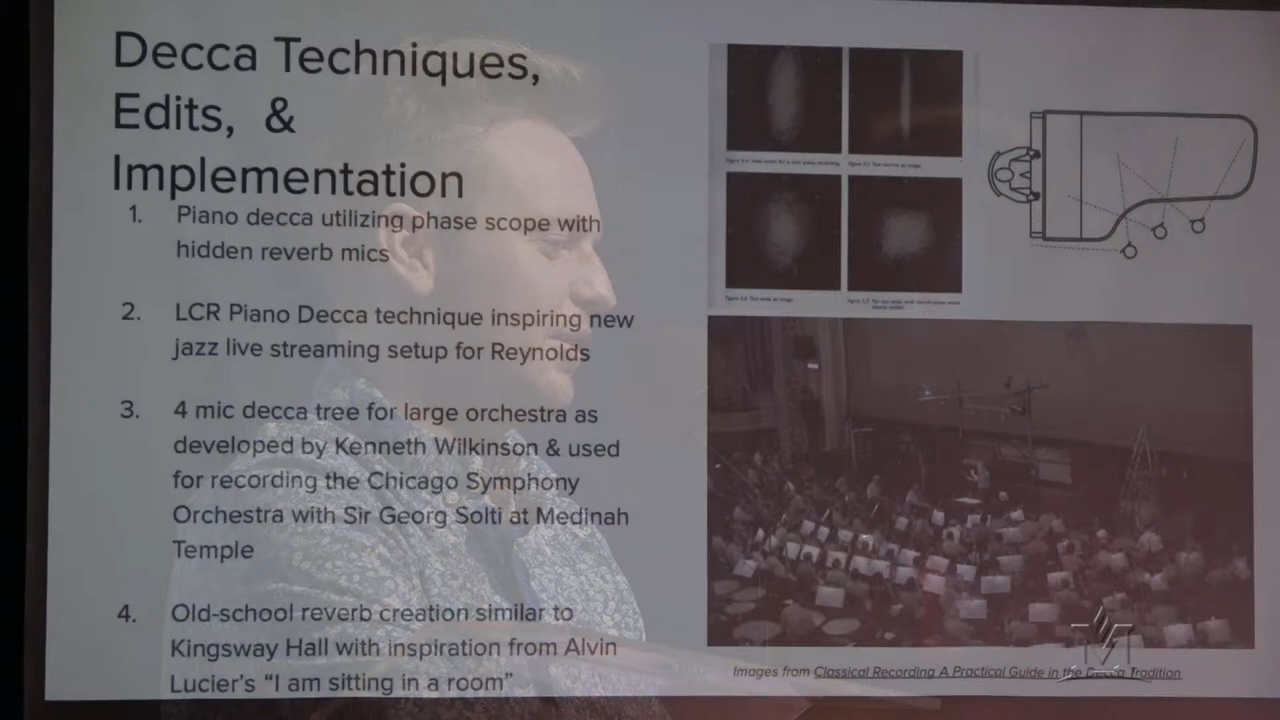 Decca Techniques,
Edits, &
Implementation
1. Piano decca utilizing phase scope with
hidden reverb mics
2. LCR Piano Decca technique inspiring new
jazz live streaming setup for Reynolds
3. 4 mic decca tree for large orchestra as
developed by Kenneth Wilkinson & used
for recording the Chicago Symphony
Orchestra with Sir Georg Solti at Medinah
Temple
4. Old-school reverb creation similar to
Kingsway Hall with inspiration from Alvin
Lucier's “I am sitting in a room”
Images from Classical Recording A Practical Guide in the Decca Tradition